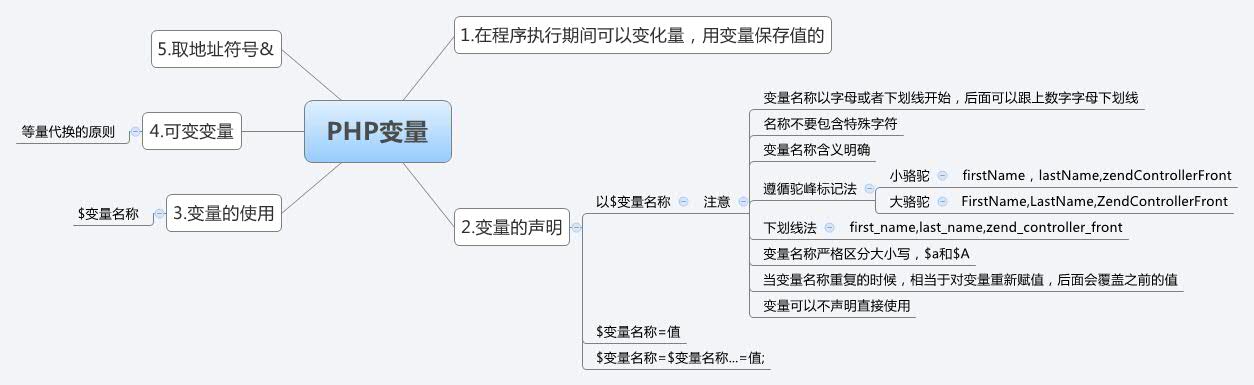 PHP变量
1.在程序执行期间可以变化量，用变量保存值的
2.变量的声明
以$变量名称
注意
变量名称以字母或者下划线开始，后面可以跟上数字字母下划线
名称不要包含特殊字符
变量名称含义明确
遵循驼峰标记法
小骆驼
firstName，lastName,zendControllerFront
大骆驼
FirstName,LastName,ZendControllerFront
下划线法
first_name,last_name,zend_controller_front
变量名称严格区分大小写，$a和$A
当变量名称重复的时候，相当于对变量重新赋值，后面会覆盖之前的值
变量可以不声明直接使用
$变量名称=值
$变量名称=$变量名称...=值;
3.变量的使用
$变量名称
4.可变变量
等量代换的原则
5.取地址符号&